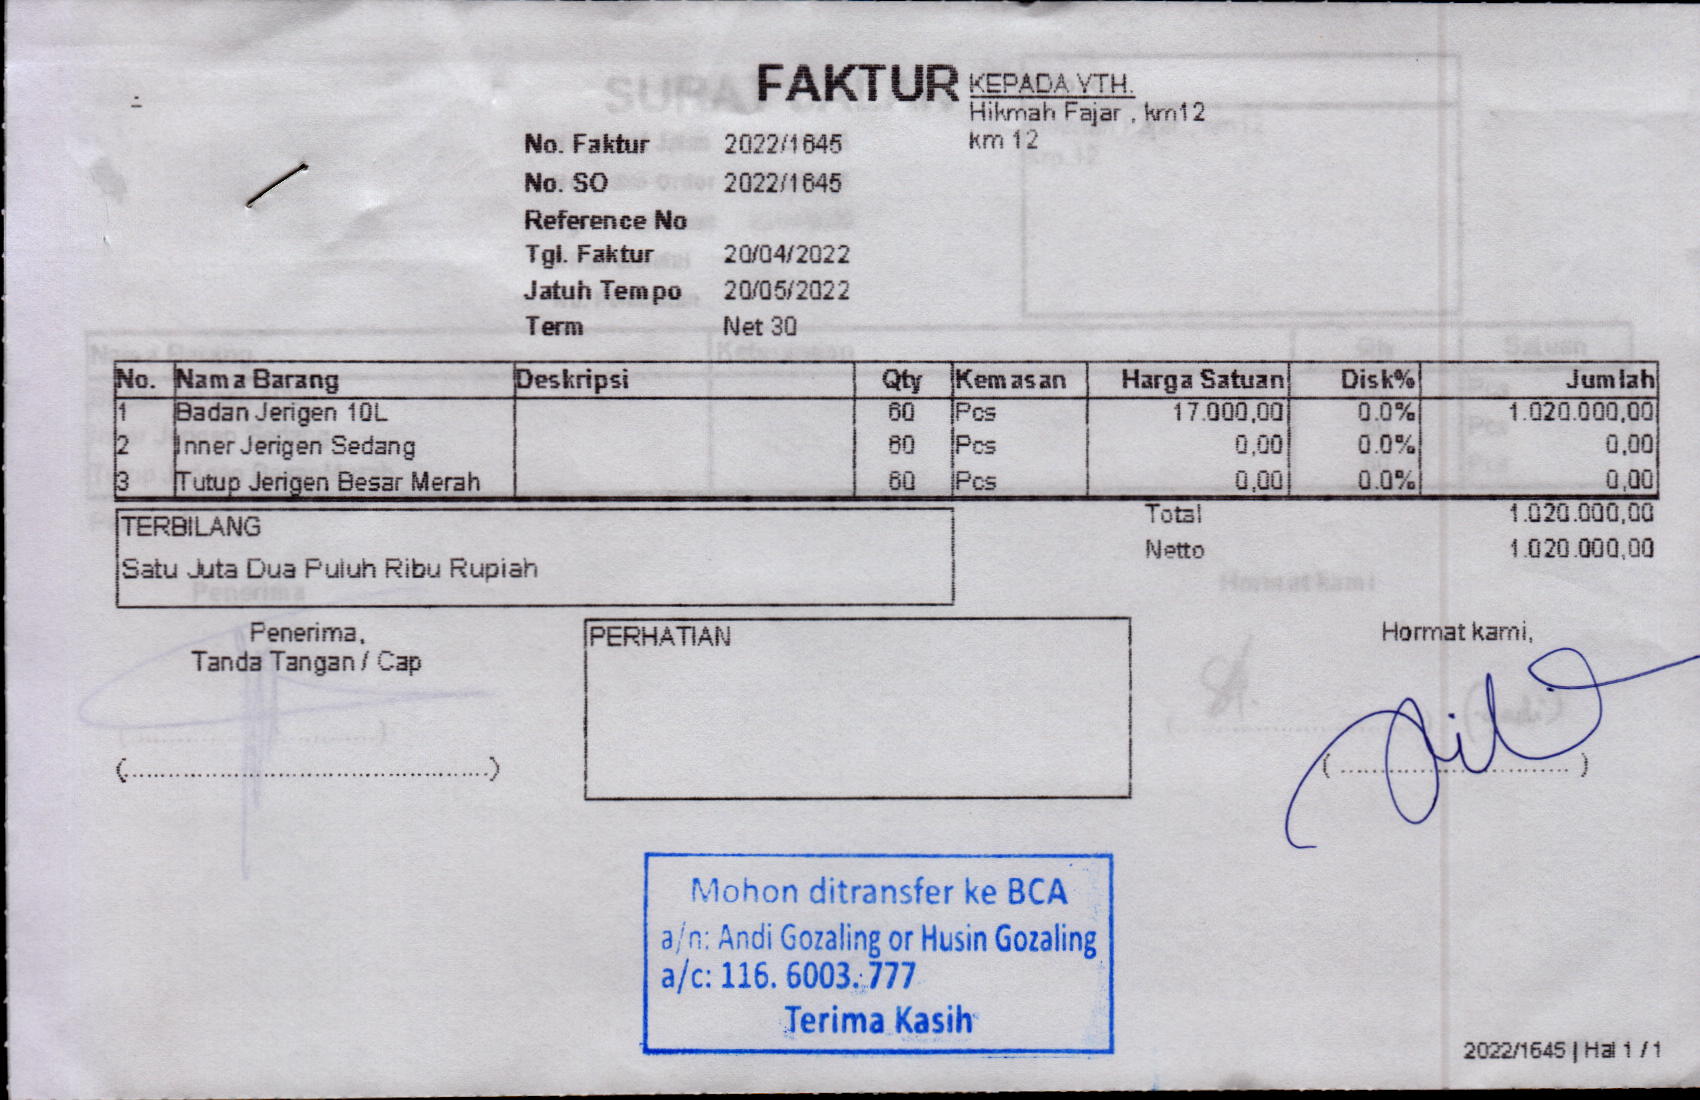 FAKTUR
KEPADA YTH.
Hikmah Fajar , km12
km 12
No. Faktur 2022/1645
No. SO 2022/1645
Reference No
Tgl. Faktur 20/04/2022
Jatuh Tempo 20/05/2022
Term Net 30
No. Nama Barang Deskripsi Qty Kemasan Harga Satuan Disk% Jumlah
1 Badan Jerigen 10L 60 Pcs 17.000,00 0.0% 1.020.000,00
2 Inner Jerigen Sedang 60 Pcs 0,00 0.0% 0,00
3 Tutup Jerigen Besar Merah 60 Pcs 0,00 0.0% 0,00
Total 1.020.000,00
Netto 1.020.000,00
TERBILANG
Satu Juta Dua Puluh Ribu Rupiah
Penerima,
Tanda Tangan / Cap
(..................................................)
PERHATIAN
Hormat kami,
( ................................ )
Mohon ditransfer ke BCA
a/n: Andi Gozaling or Husin Gozaling
a/c: 116. 6003. 777
Terima Kasih
2022/1645 | Hal 1 / 1